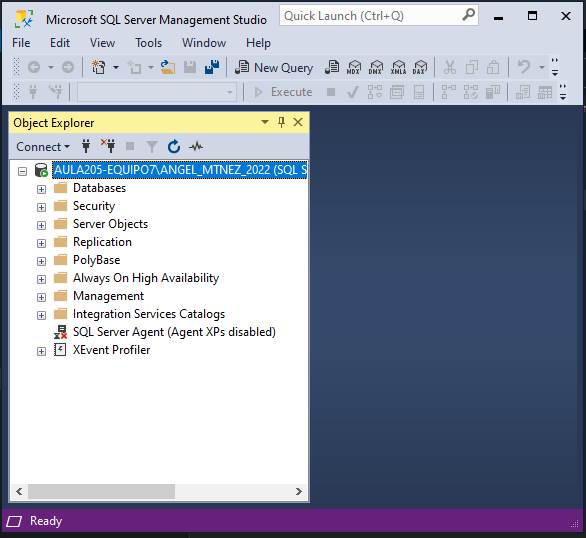 Microsoft SQL Server Management Studio
Quick Launch (Ctrl+Q)
File Edit View Tools Window Help
New Query MDX DMX XMLA DAX
Execute
Object Explorer
Connect
AULA205-EQUIPO7\ANGEL_MTNEZ_2022 (SQL S
Databases
Security
Server Objects
Replication
PolyBase
Always On High Availability
Management
Integration Services Catalogs
SQL Server Agent (Agent XPs disabled)
XEvent Profiler
Ready